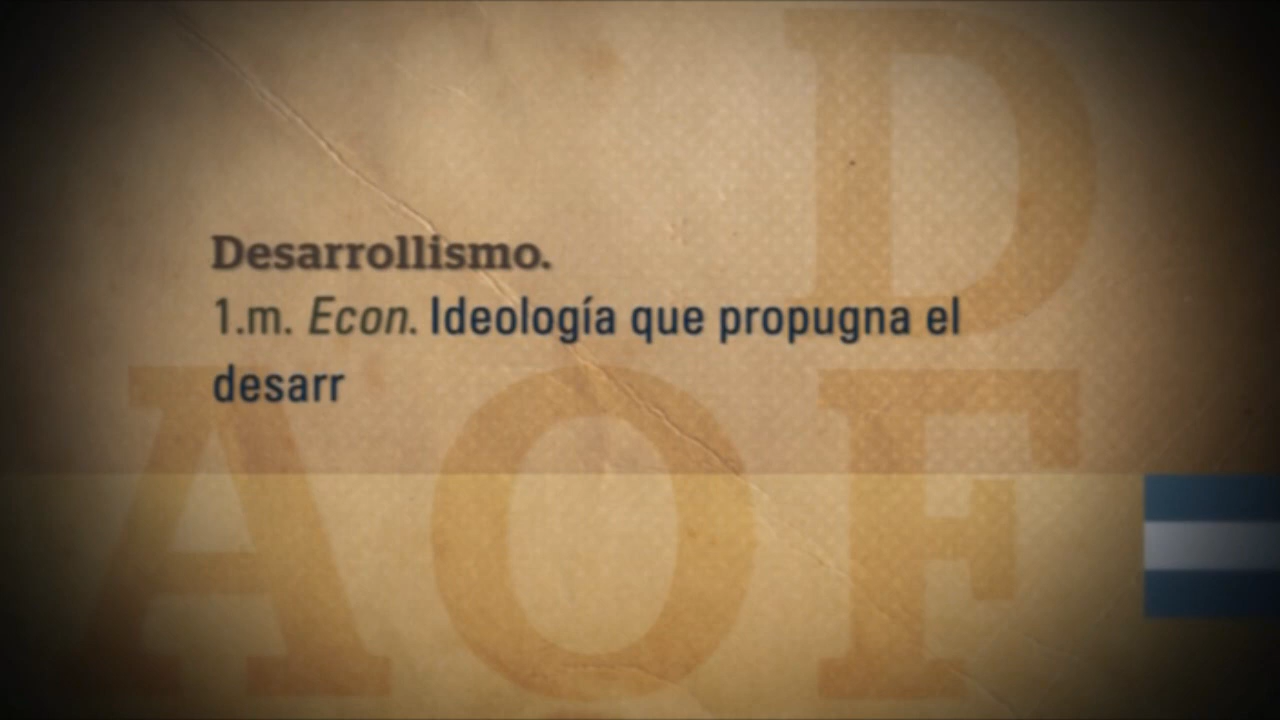 D
Desarrollismo.
1.m. Econ. Ideología que propugna el
desarr
A O F